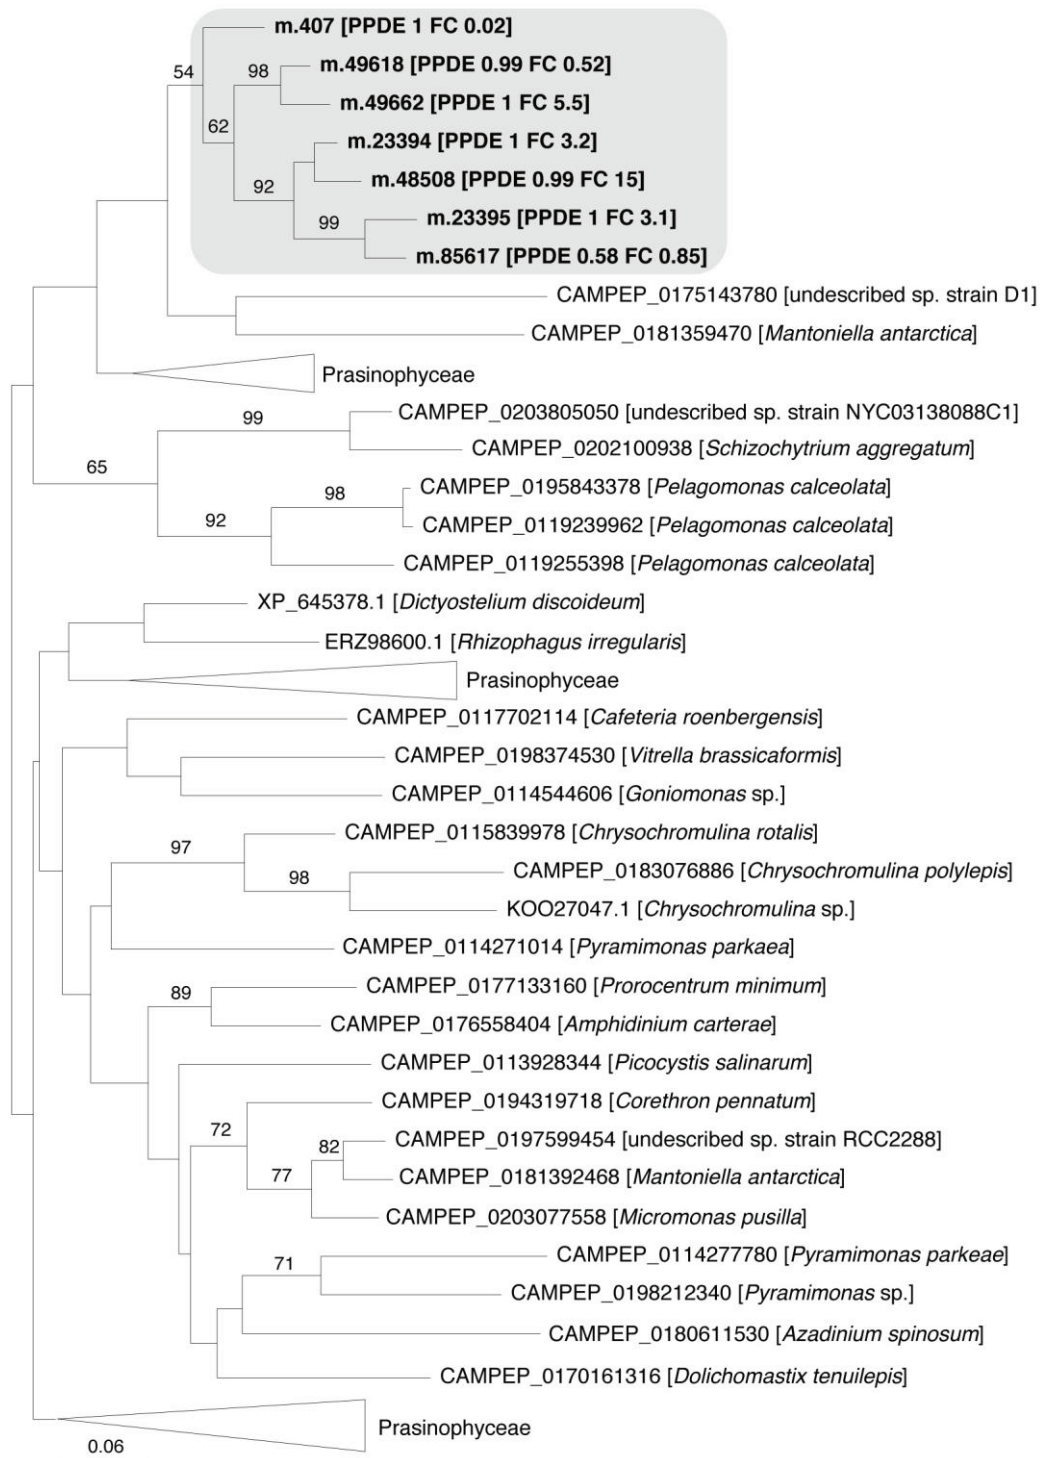 m.407 [PPDE 1 FC 0.02]
54
98
m.49618 [PPDE 0.99 FC 0.52]
m.49662 [PPDE 1 FC 5.5]
62
m.23394 [PPDE 1 FC 3.2]
92
m.48508 [PPDE 0.99 FC 15]
99
m.23395 [PPDE 1 FC 3.1]
m.85617 [PPDE 0.58 FC 0.85]
CAMPEP_0175143780 [undescribed sp. strain D1]
CAMPEP_0181359470 [Mantoniella antarctica]
Prasinophyceae
99
CAMPEP_0203805050 [undescribed sp. strain NYC03138088C1]
CAMPEP_0202100938 [Schizochytrium aggregatum]
65
98
CAMPEP_0195843378 [Pelagomonas calceolata]
92
CAMPEP_0119239962 [Pelagomonas calceolata]
CAMPEP_0119255398 [Pelagomonas calceolata]
XP_645378.1 [Dictyostelium discoideum]
ERZ98600.1 [Rhizophagus irregularis]
Prasinophyceae
CAMPEP_0117702114 [Cafeteria roenbergensis]
CAMPEP_0198374530 [Vitrella brassicaformis]
CAMPEP_0114544606 [Goniomonas sp.]
97
CAMPEP_0115839978 [Chrysochromulina rotalis]
98
CAMPEP_0183076886 [Chrysochromulina polylepis]
KOO27047.1 [Chrysochromulina sp.]
CAMPEP_0114271014 [Pyramimonas parkaea]
89
CAMPEP_0177133160 [Prorocentrum minimum]
CAMPEP_0176558404 [Amphidinium carterae]
CAMPEP_0113928344 [Picocystis salinarum]
CAMPEP_0194319718 [Corethron pennatum]
72
82
CAMPEP_0197599454 [undescribed sp. strain RCC2288]
77
CAMPEP_0181392468 [Mantoniella antarctica]
CAMPEP_0203077558 [Micromonas pusilla]
71
CAMPEP_0114277780 [Pyramimonas parkeae]
CAMPEP_0198212340 [Pyramimonas sp.]
CAMPEP_0180611530 [Azadinium spinosum]
CAMPEP_0170161316 [Dolichomastix tenuilepis]
Prasinophyceae
0.06